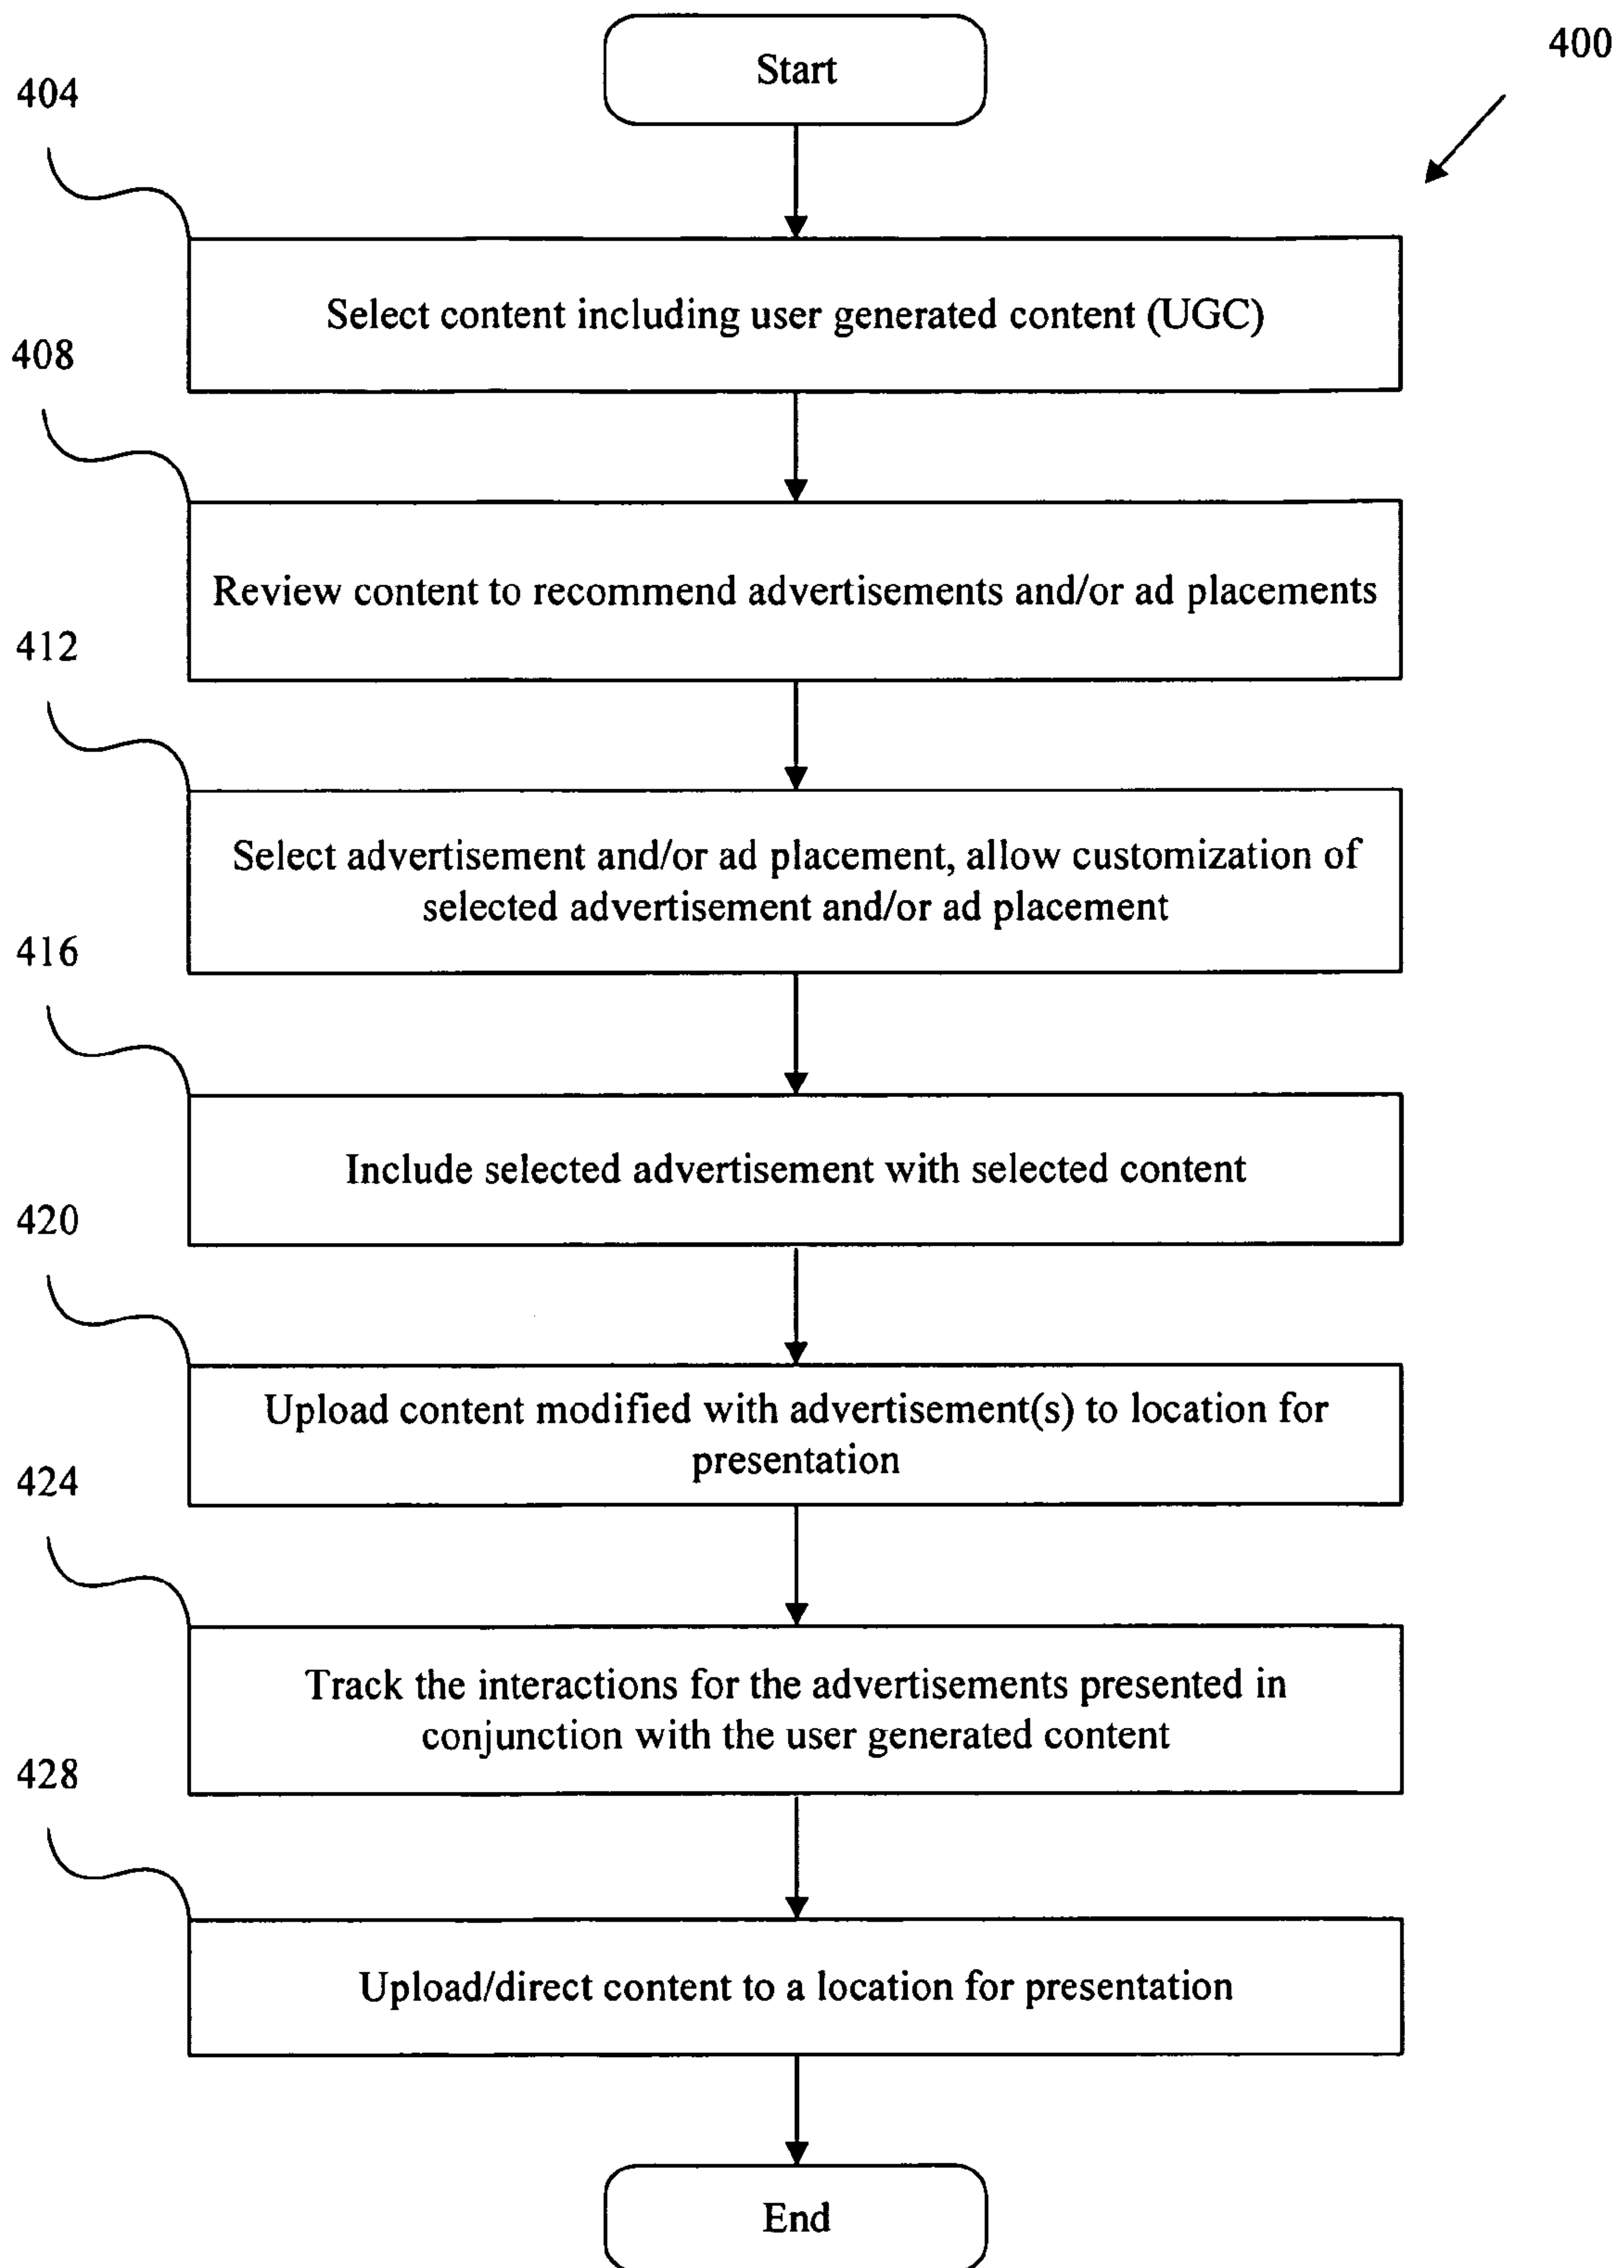 Start
400
404
Select content including user generated content (UGC)
408
Review content to recommend advertisements and/or ad placements
412
Select advertisement and/or ad placement, allow customization of
selected advertisement and/or ad placement
416
Include selected advertisement with selected content
420
Upload content modified with advertisement(s) to location for
presentation
424
Track the interactions for the advertisements presented in
conjunction with the user generated content
428
Upload/direct content to a location for presentation
End